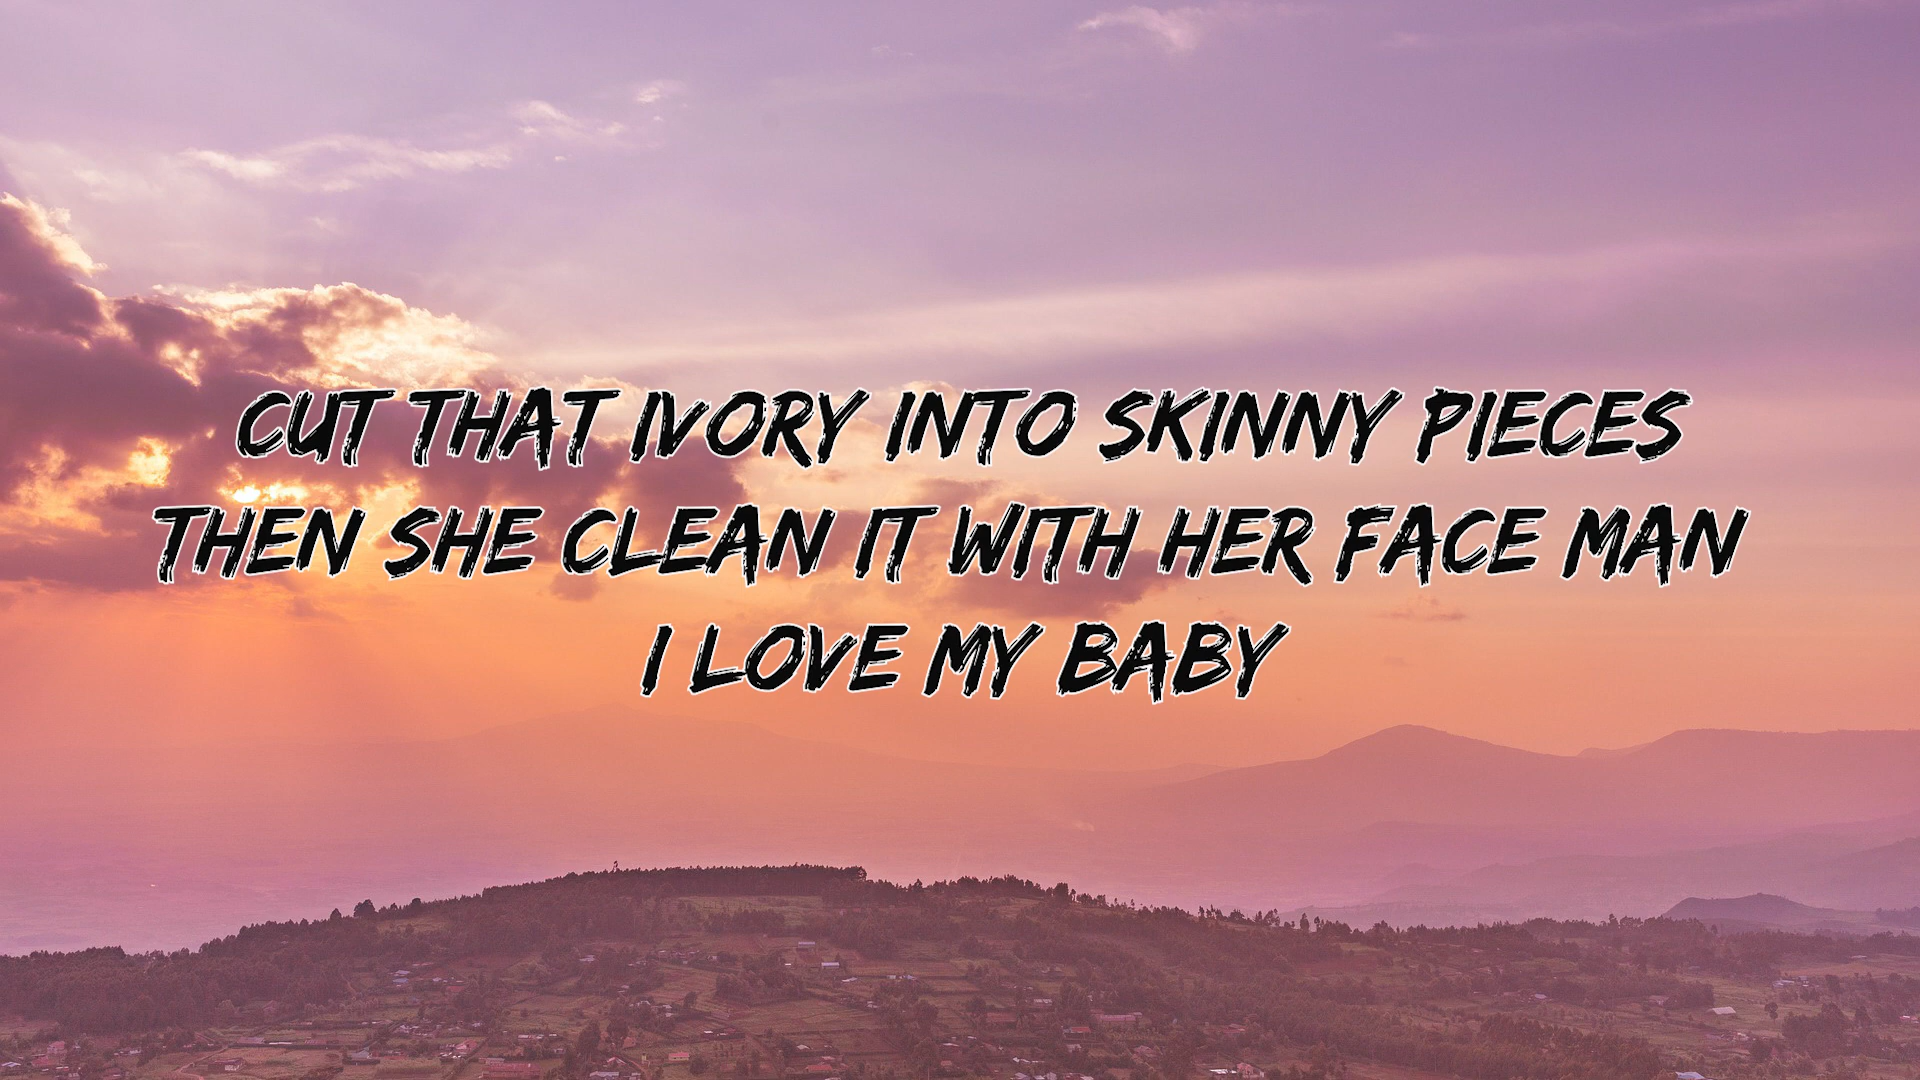 CUT THAT IVORY INTO SKINNY PIECES
THEN SHE CLEAN IT WITH HER FACE MAN
I LOVE MY BABY